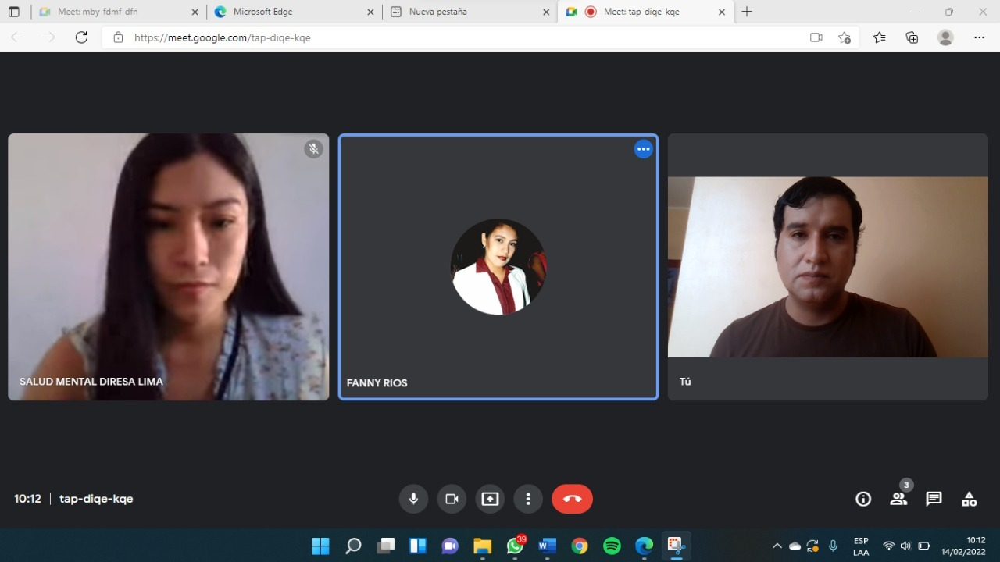 Meet: mby-fdmf-dfn
Microsoft Edge
Nueva pestaña
Meet: tap-diqe-kqe
https://meet.google.com/tap-diqe-kqe
SALUD MENTAL DIRESA LIMA
FANNY RIOS
Tú
10:12 | tap-diqe-kqe
3
39
W
ESP
LAA
10:12
14/02/2022